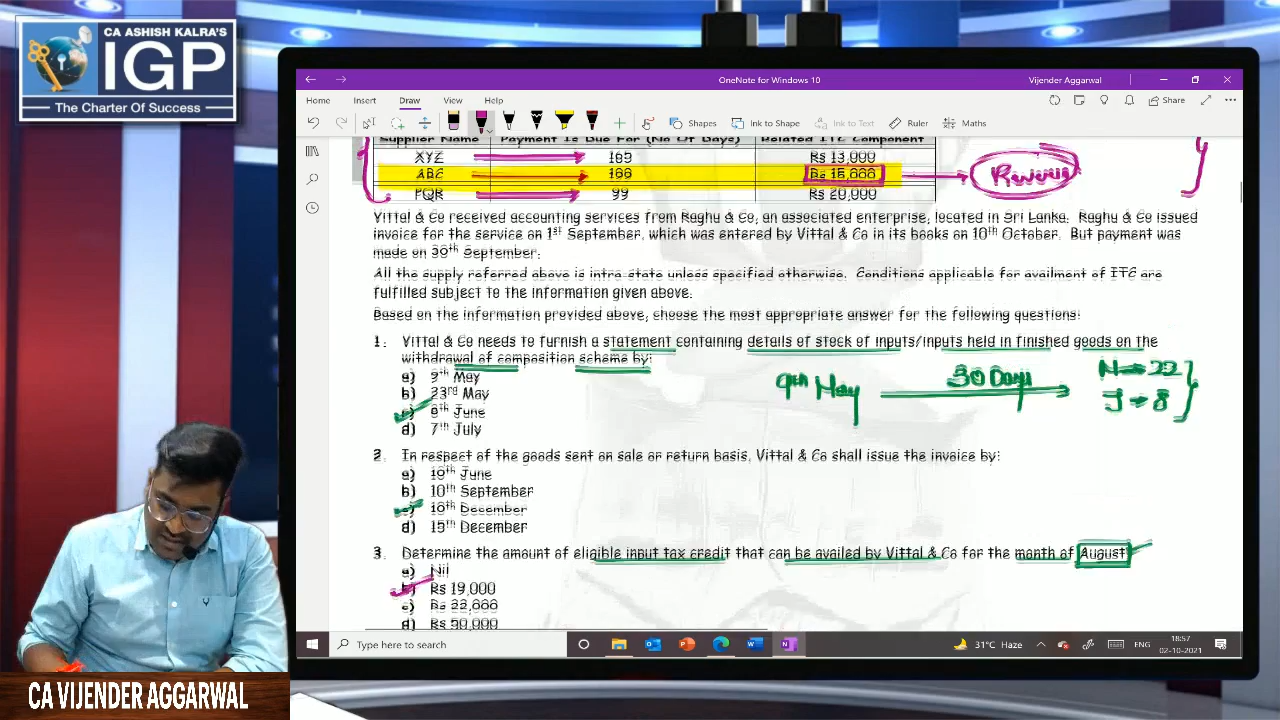 CA ASHISH KALRA'S
IGP
The Charter Of Success
OneNote for Windows 10
Vijender Aggarwal
Home Insert Draw View Help
Share
Shapes Ink to Shape Ink to Text Ruler Maths
Supplier Name Payment Is Due For (No Of Days) Related ITC Component
XYZ 165 Rs 13,000
ABC Rs 15,000
PQR 99 Rs 20,000
Vittal & Co received accounting services from Raghu & Co, an associated enterprise, located in Sri Lanka. Raghu & Co issued
invoice for the service on 1st September, which was entered by Vittal & Co in its books on 10th October. But payment was
made on 30th September.
All the supply referred above is intra-state unless specified otherwise. Conditions applicable for availment of ITC are
fulfilled subject to the information given above.
Based on the information provided above, choose the most appropriate answer for the following questions:
1. Vittal & Co needs to furnish a statement containing details of stock of inputs/inputs held in finished goods on the
withdrawal of composition scheme by:
a) 9th May
b) 23rd May
c) 8th June
d) 7th July
9th May 30 Days M → 22
J → 8
2. In respect of the goods sent on sale or return basis, Vittal & Co shall issue the invoice by:
a) 10th June
b) 10th September
c) 10th December
d) 15th December
3. Determine the amount of eligible input tax credit that can be availed by Vittal & Co for the month of August
a) Nil
b) Rs 19,000
c) Rs 22,000
d) Rs 50,000
Type here to search
31°C Haze
ENG
18:57
02-10-2021
CA VIJENDER AGGARWAL